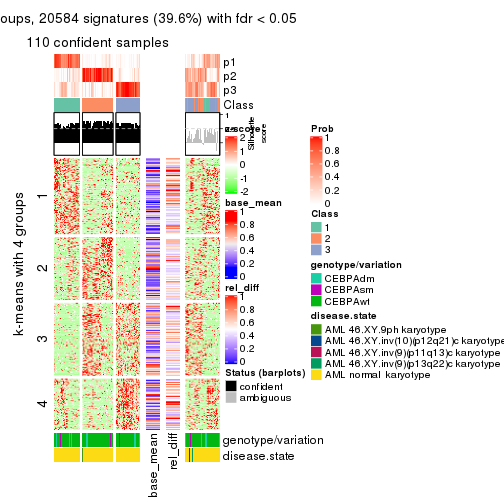 oups, 20584 signatures (39.6%) with fdr < 0.05
110 confident samples
p1
p2
p3
Class
1
Silhouette
score
z-score
2
1
0
-1
-2
base_mean
1
0.8
0.6
0.4
0.2
0
rel_diff
1
0.8
0.6
0.4
0.2
0
Status (barplots)
confident
ambiguous
Prob
1
0.8
0.6
0.4
0.2
0
Class
1
2
3
genotype/variation
CEBPAdm
CEBPAsm
CEBPAwt
disease.state
AML 46.XY.9ph karyotype
AML 46.XY.inv(10)(p12q21)c karyotype
AML 46.XY.inv(9)(p11q13)c karyotype
AML 46.XY.inv(9)(p13q22)c karyotype
AML normal karyotype
k-means with 4 groups
1
2
3
4
genotype/variation
disease.state
base_mean
rel_diff